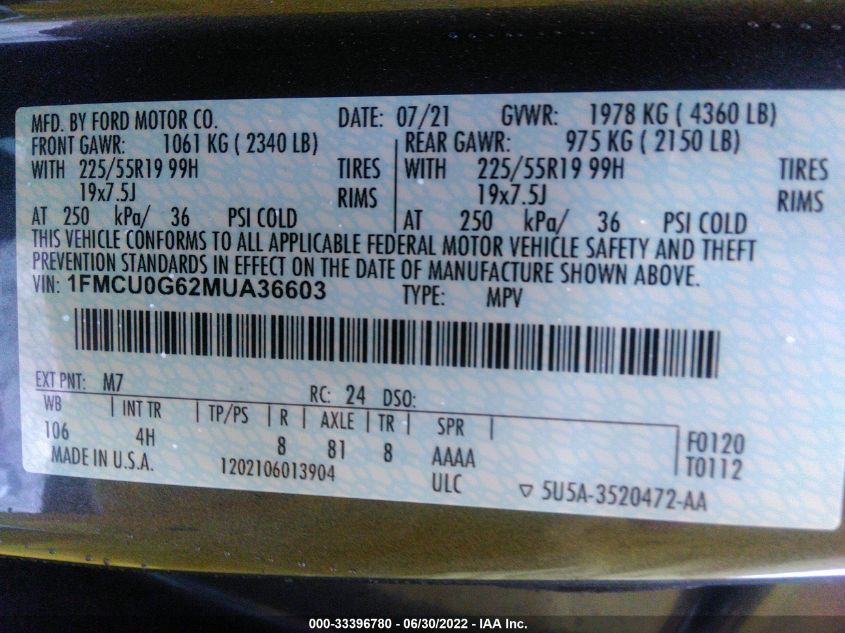 MFD. BY FORD MOTOR CO. DATE: 07/21 GVWR: 1978 KG ( 4360 LB)
FRONT GAWR: 1061 KG ( 2340 LB) REAR GAWR: 975 KG ( 2150 LB)
WITH 225/55R19 99H TIRES WITH 225/55R19 99H TIRES
19x7.5J RIMS 19x7.5J RIMS
AT 250 kPa/ 36 PSI COLD AT 250 kPa/ 36 PSI COLD
THIS VEHICLE CONFORMS TO ALL APPLICABLE FEDERAL MOTOR VEHICLE SAFETY AND THEFT
PREVENTION STANDARDS IN EFFECT ON THE DATE OF MANUFACTURE SHOWN ABOVE.
VIN: 1FMCU0G62MUA36603 TYPE: MPV
EXT PNT: M7 RC: 24 DSO:
WB INT TR TP/PS R AXLE TR SPR
106 4H 8 81 8 AAAA F0120
T0112
MADE IN U.S.A. 1202106013904 ULC ▽ 5U5A-3520472-AA
000-33396780 - 06/30/2022 - IAA Inc.